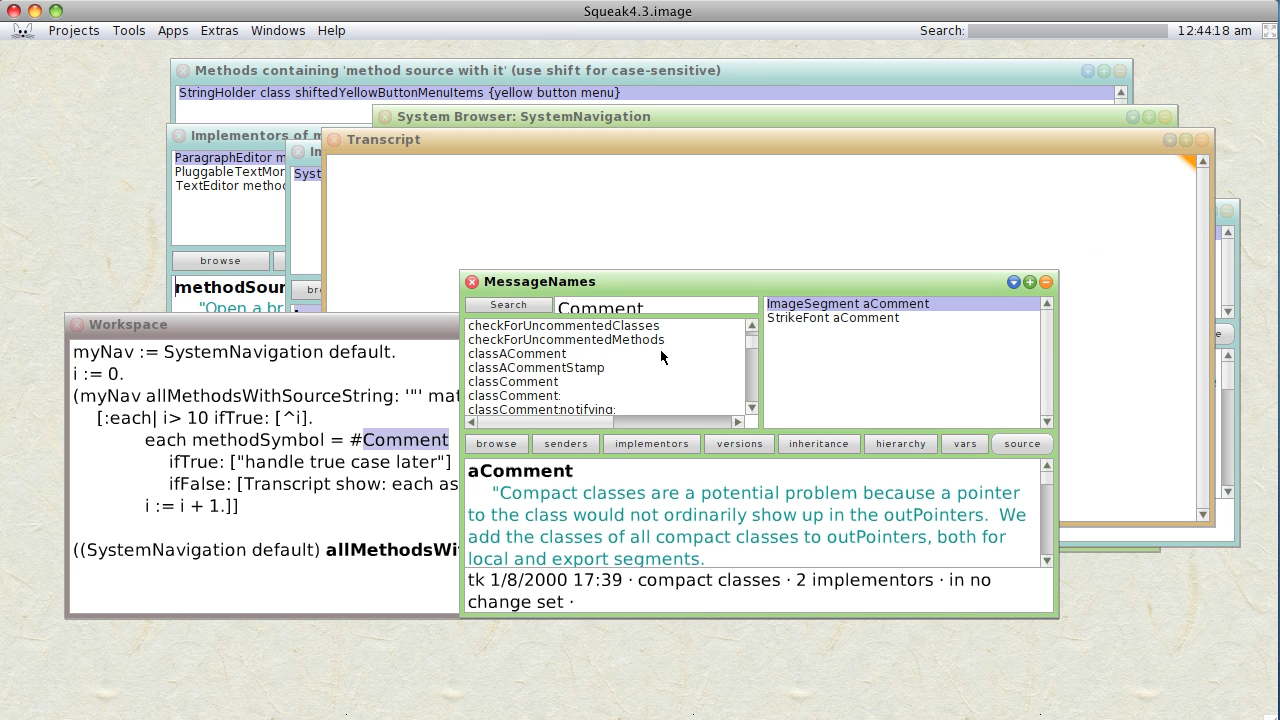 Squeak4.3.image
Projects Tools Apps Extras Windows Help Search: 12:44:18 am
Methods containing 'method source with it' (use shift for case-sensitive)
StringHolder class shiftedYellowButtonMenuItems {yellow button menu}
System Browser: SystemNavigation
Implementors of m
ParagraphEditor m
PluggableTextMor
TextEditor method
browse
methodSour
"Open a br
Im
Syst
bro
Transcript
Workspace
myNav := SystemNavigation default.
i := 0.
(myNav allMethodsWithSourceString: '"' mat
[:each| i> 10 ifTrue: [^i].
each methodSymbol = #Comment
ifTrue: ["handle true case later"]
ifFalse: [Transcript show: each as
i := i + 1.]]
((SystemNavigation default) allMethodsWit
MessageNames
Search Comment
checkForUncommentedClasses
checkForUncommentedMethods
classAComment
classACommentStamp
classComment
classComment:
classComment:notifying:
ImageSegment aComment
StrikeFont aComment
browse senders implementors versions inheritance hierarchy vars source
aComment
"Compact classes are a potential problem because a pointer
to the class would not ordinarily show up in the outPointers. We
add the classes of all compact classes to outPointers, both for
local and export segments.
tk 1/8/2000 17:39 · compact classes · 2 implementors · in no
change set ·